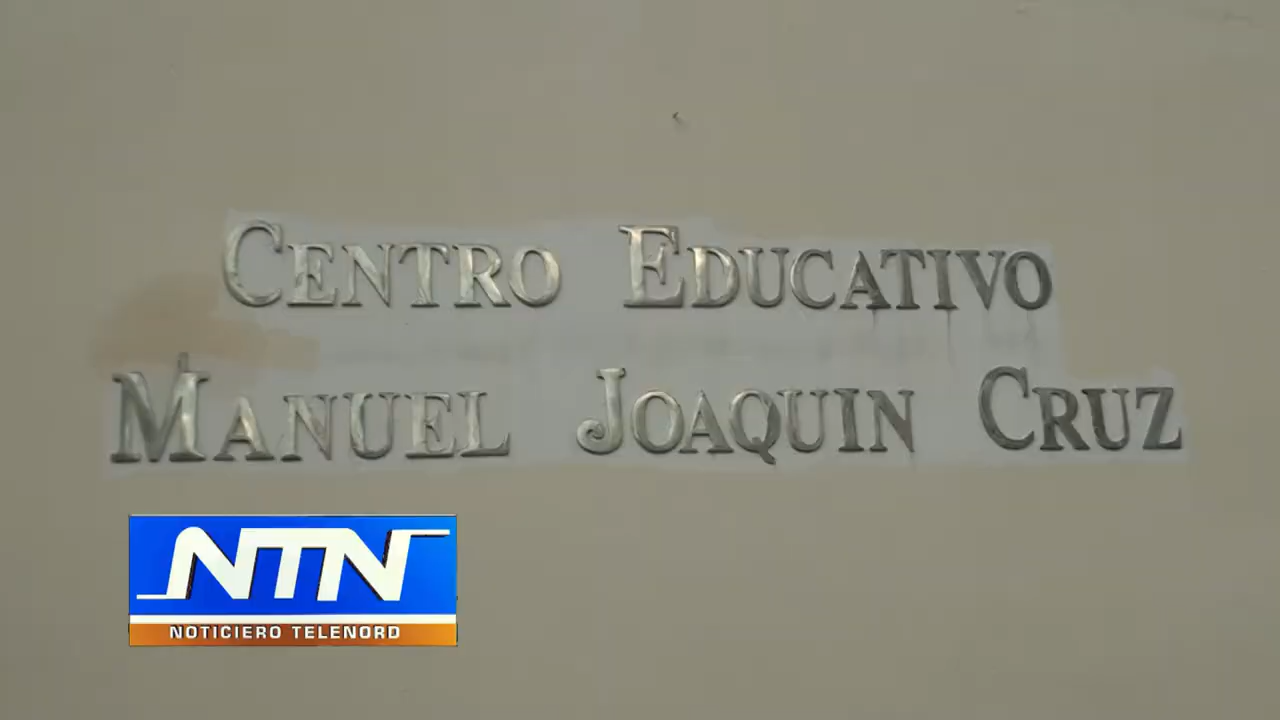 CENTRO EDUCATIVO
MANUEL JOAQUIN CRUZ
NTN
NOTICIERO TELENORD